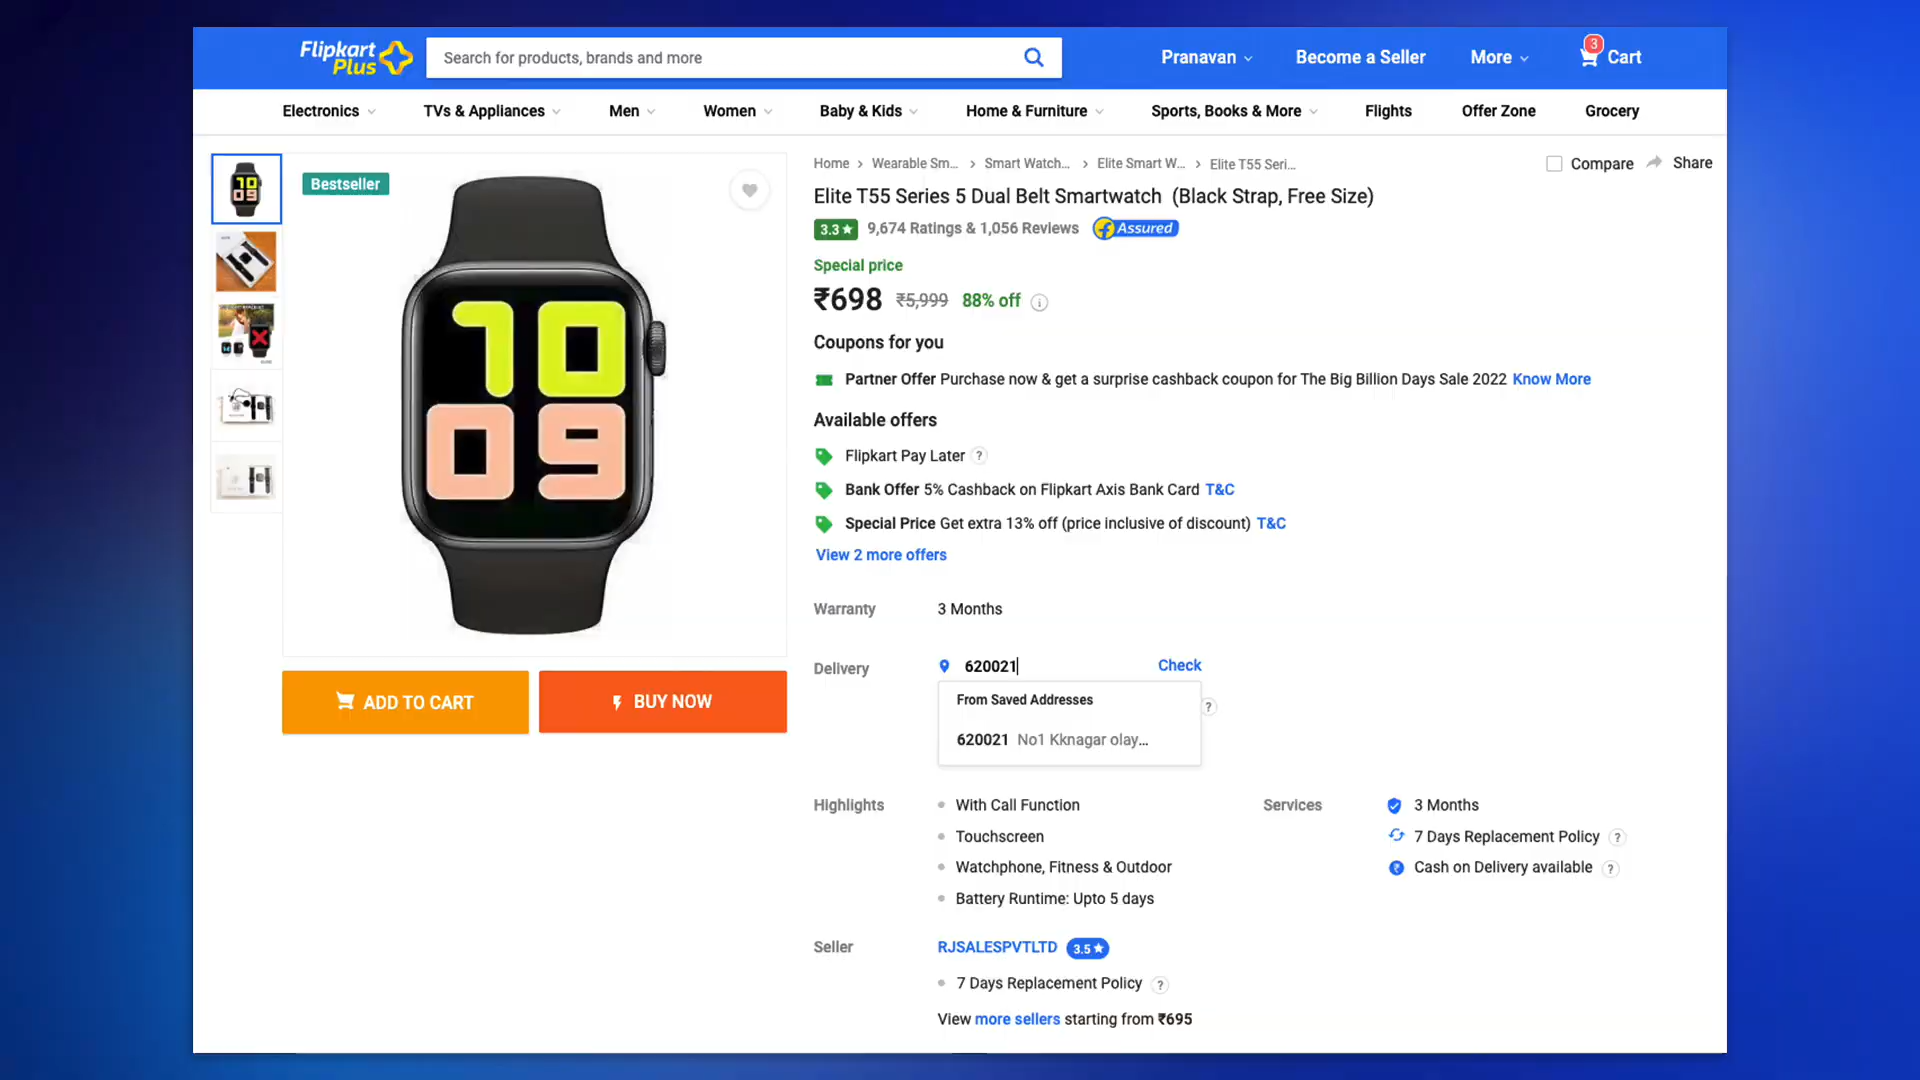 Flipkart
Plus
Search for products, brands and more
Pranavan
Become a Seller
More
3
Cart
Electronics
TVs & Appliances
Men
Women
Baby & Kids
Home & Furniture
Sports, Books & More
Flights
Offer Zone
Grocery
Bestseller
10
09
Home > Wearable Sm... > Smart Watch... > Elite Smart W... > Elite T55 Seri...
Compare
Share
Elite T55 Series 5 Dual Belt Smartwatch (Black Strap, Free Size)
3.3★ 9,674 Ratings & 1,056 Reviews Assured
Special price
₹698 ₹5,999 88% off
Coupons for you
Partner Offer Purchase now & get a surprise cashback coupon for The Big Billion Days Sale 2022 Know More
Available offers
Flipkart Pay Later ?
Bank Offer 5% Cashback on Flipkart Axis Bank Card T&C
Special Price Get extra 13% off (price inclusive of discount) T&C
View 2 more offers
Warranty 3 Months
Delivery 620021 Check
From Saved Addresses
?
620021 No1 Kknagar olay...
ADD TO CART
BUY NOW
Highlights
With Call Function
Touchscreen
Watchphone, Fitness & Outdoor
Battery Runtime: Upto 5 days
Services
3 Months
7 Days Replacement Policy ?
Cash on Delivery available ?
Seller RJSALESPVTLTD 3.5★
7 Days Replacement Policy ?
View more sellers starting from ₹695